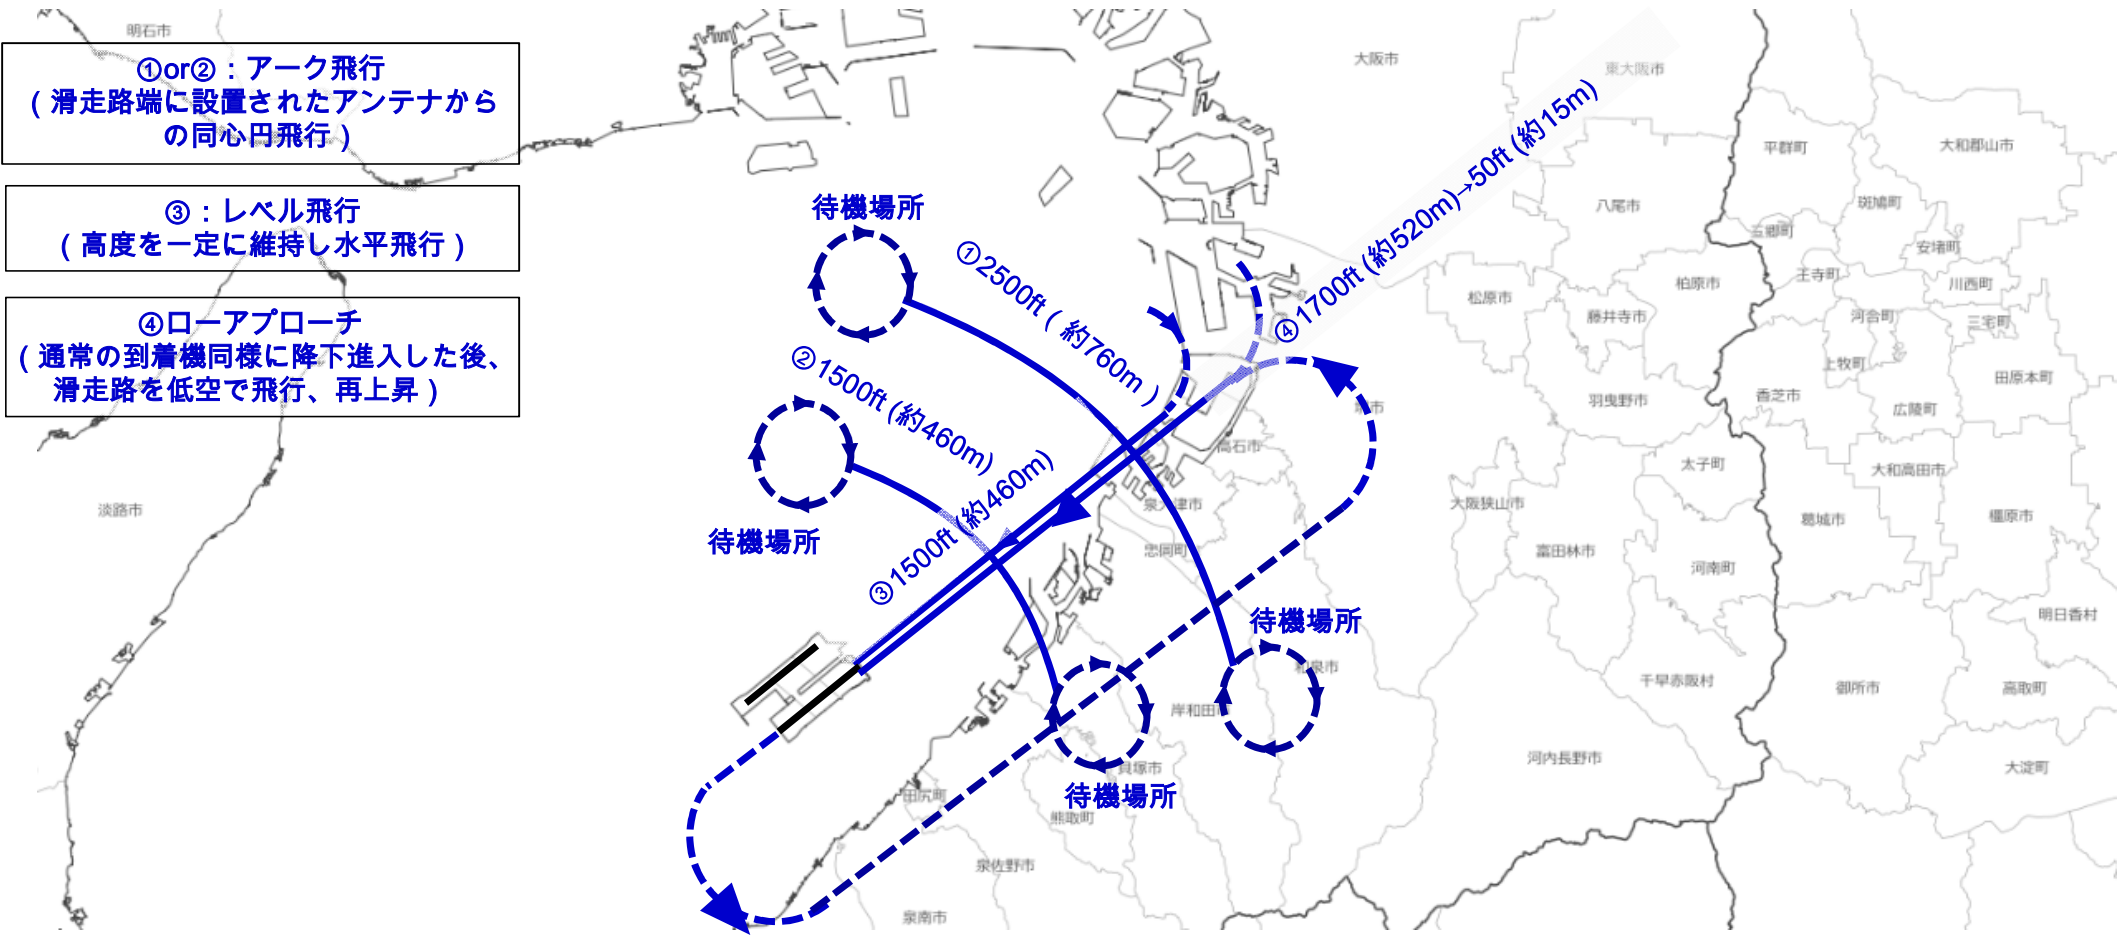 ①or②：アーク飛行
(滑走路端に設置されたアンテナから
の同心円飛行)
③：レベル飛行
(高度を一定に維持し水平飛行)
④ローアプローチ
(通常の到着機同様に降下進入した後、
滑走路を低空で飛行、再上昇)
待機場所
①2500ft (約760m)
②1500ft (約460m)
待機場所
③1500ft (約460m)
④1700ft (約520m)→50ft (約15m)
待機場所
待機場所
明石市
淡路市
大阪市
東大阪市
平群町
大和郡山市
八尾市
斑鳩町
三郷町
安堵町
柏原市
王寺町
川西町
松原市
藤井寺市
河合町
三宅町
上牧町
田原本町
羽曳野市
香芝市
広陵町
高石市
太子町
大和高田市
泉大津市
大阪狭山市
葛城市
橿原市
忠岡町
富田林市
河南町
明日香村
和泉市
千早赤阪村
御所市
高取町
岸和田市
貝塚市
河内長野市
大淀町
田尻町
熊取町
泉佐野市
泉南市